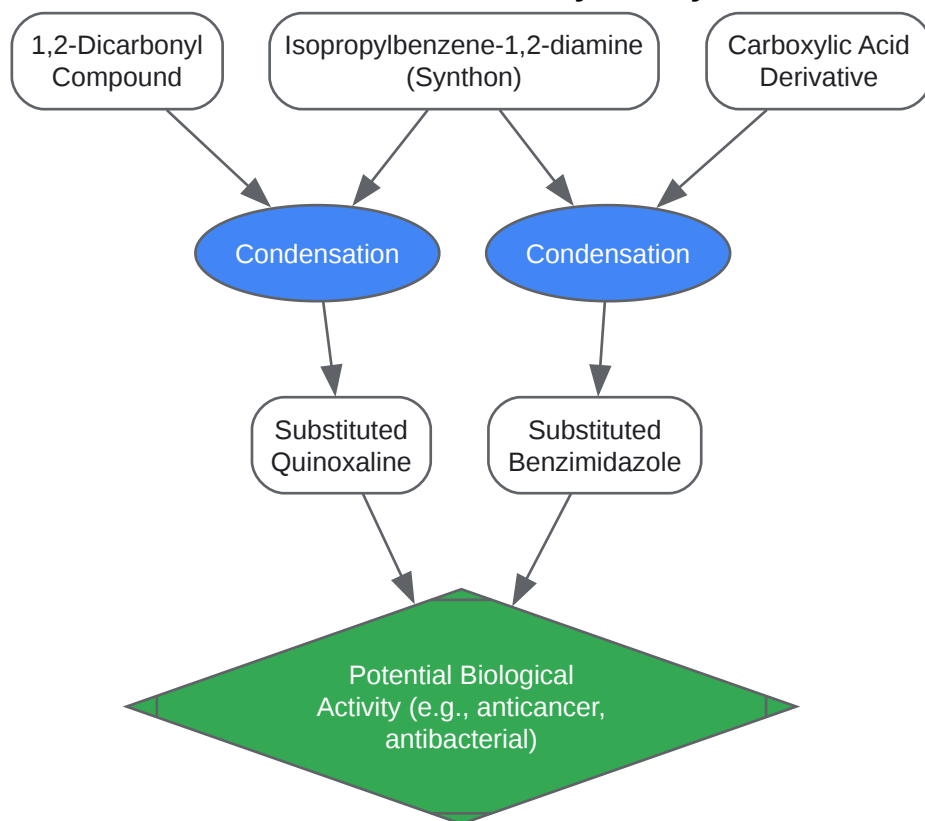 1,2-Dicarbonyl
Compound
Isopropylbenzene-1,2-diamine
(Synthon)
Carboxylic Acid
Derivative
Condensation
Condensation
Substituted
Quinoxaline
Substituted
Benzimidazole
Potential Biological
Activity (e.g., anticancer,
antibacterial)